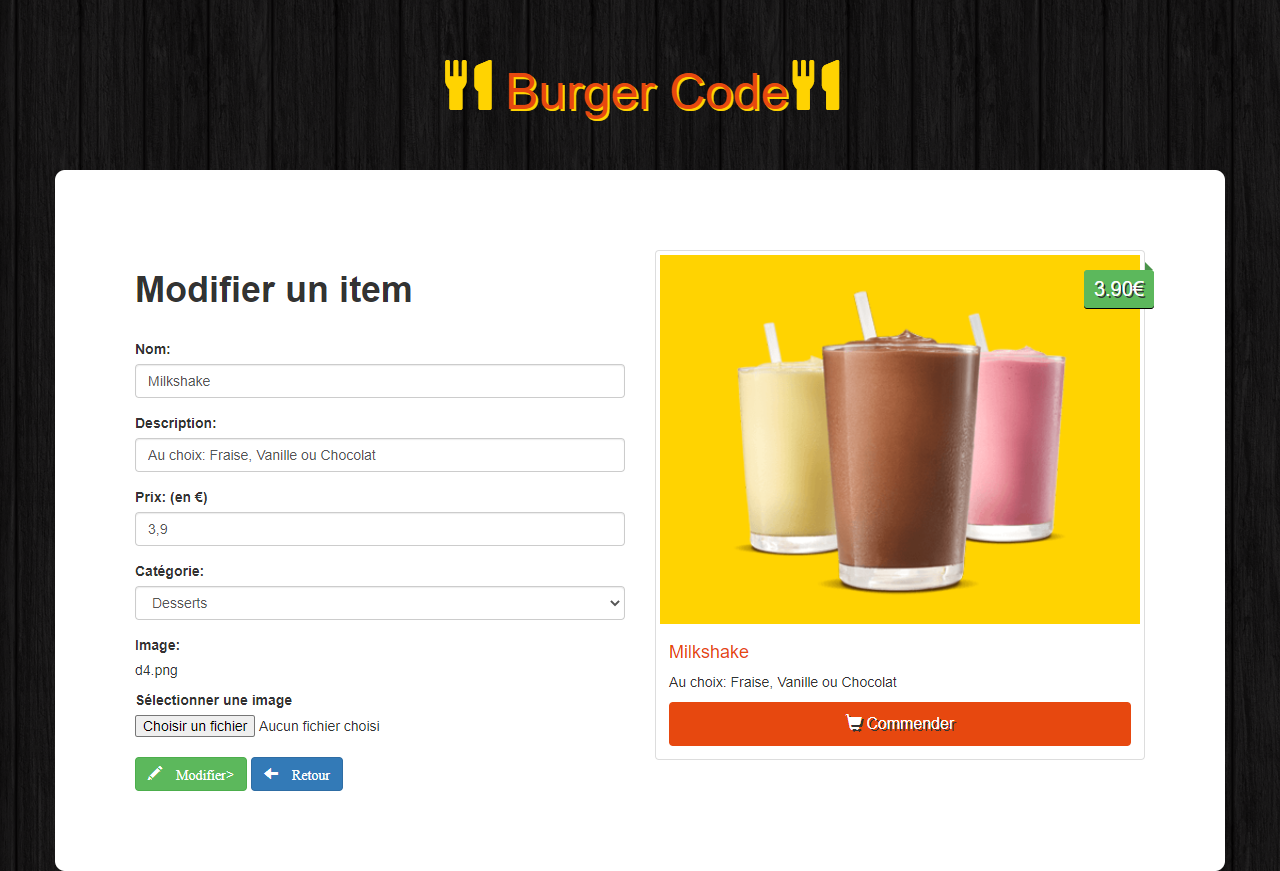 Burger Code
Modifier un item
Nom:
Milkshake
Description:
Au choix: Fraise, Vanille ou Chocolat
Prix: (en €)
3,9
Catégorie:
Desserts
Image:
d4.png
Sélectionner une image
Choisir un fichier Aucun fichier choisi
Modifier> Retour
3.90€
Milkshake
Au choix: Fraise, Vanille ou Chocolat
Commender